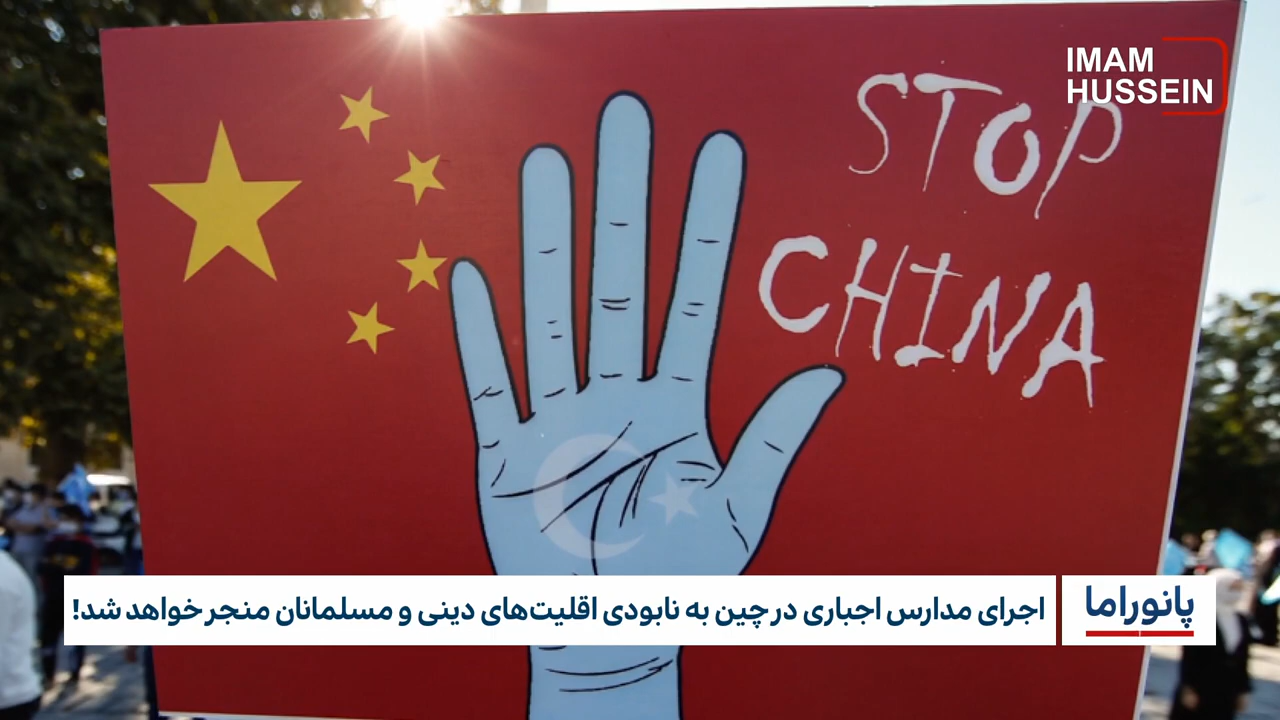 IMAM
HUSSEIN
STOP
CHINA
پانوراما
اجرای مدارس اجباری در چین به نابودی اقلیت‌های دینی و مسلمانان منجر خواهد شد!